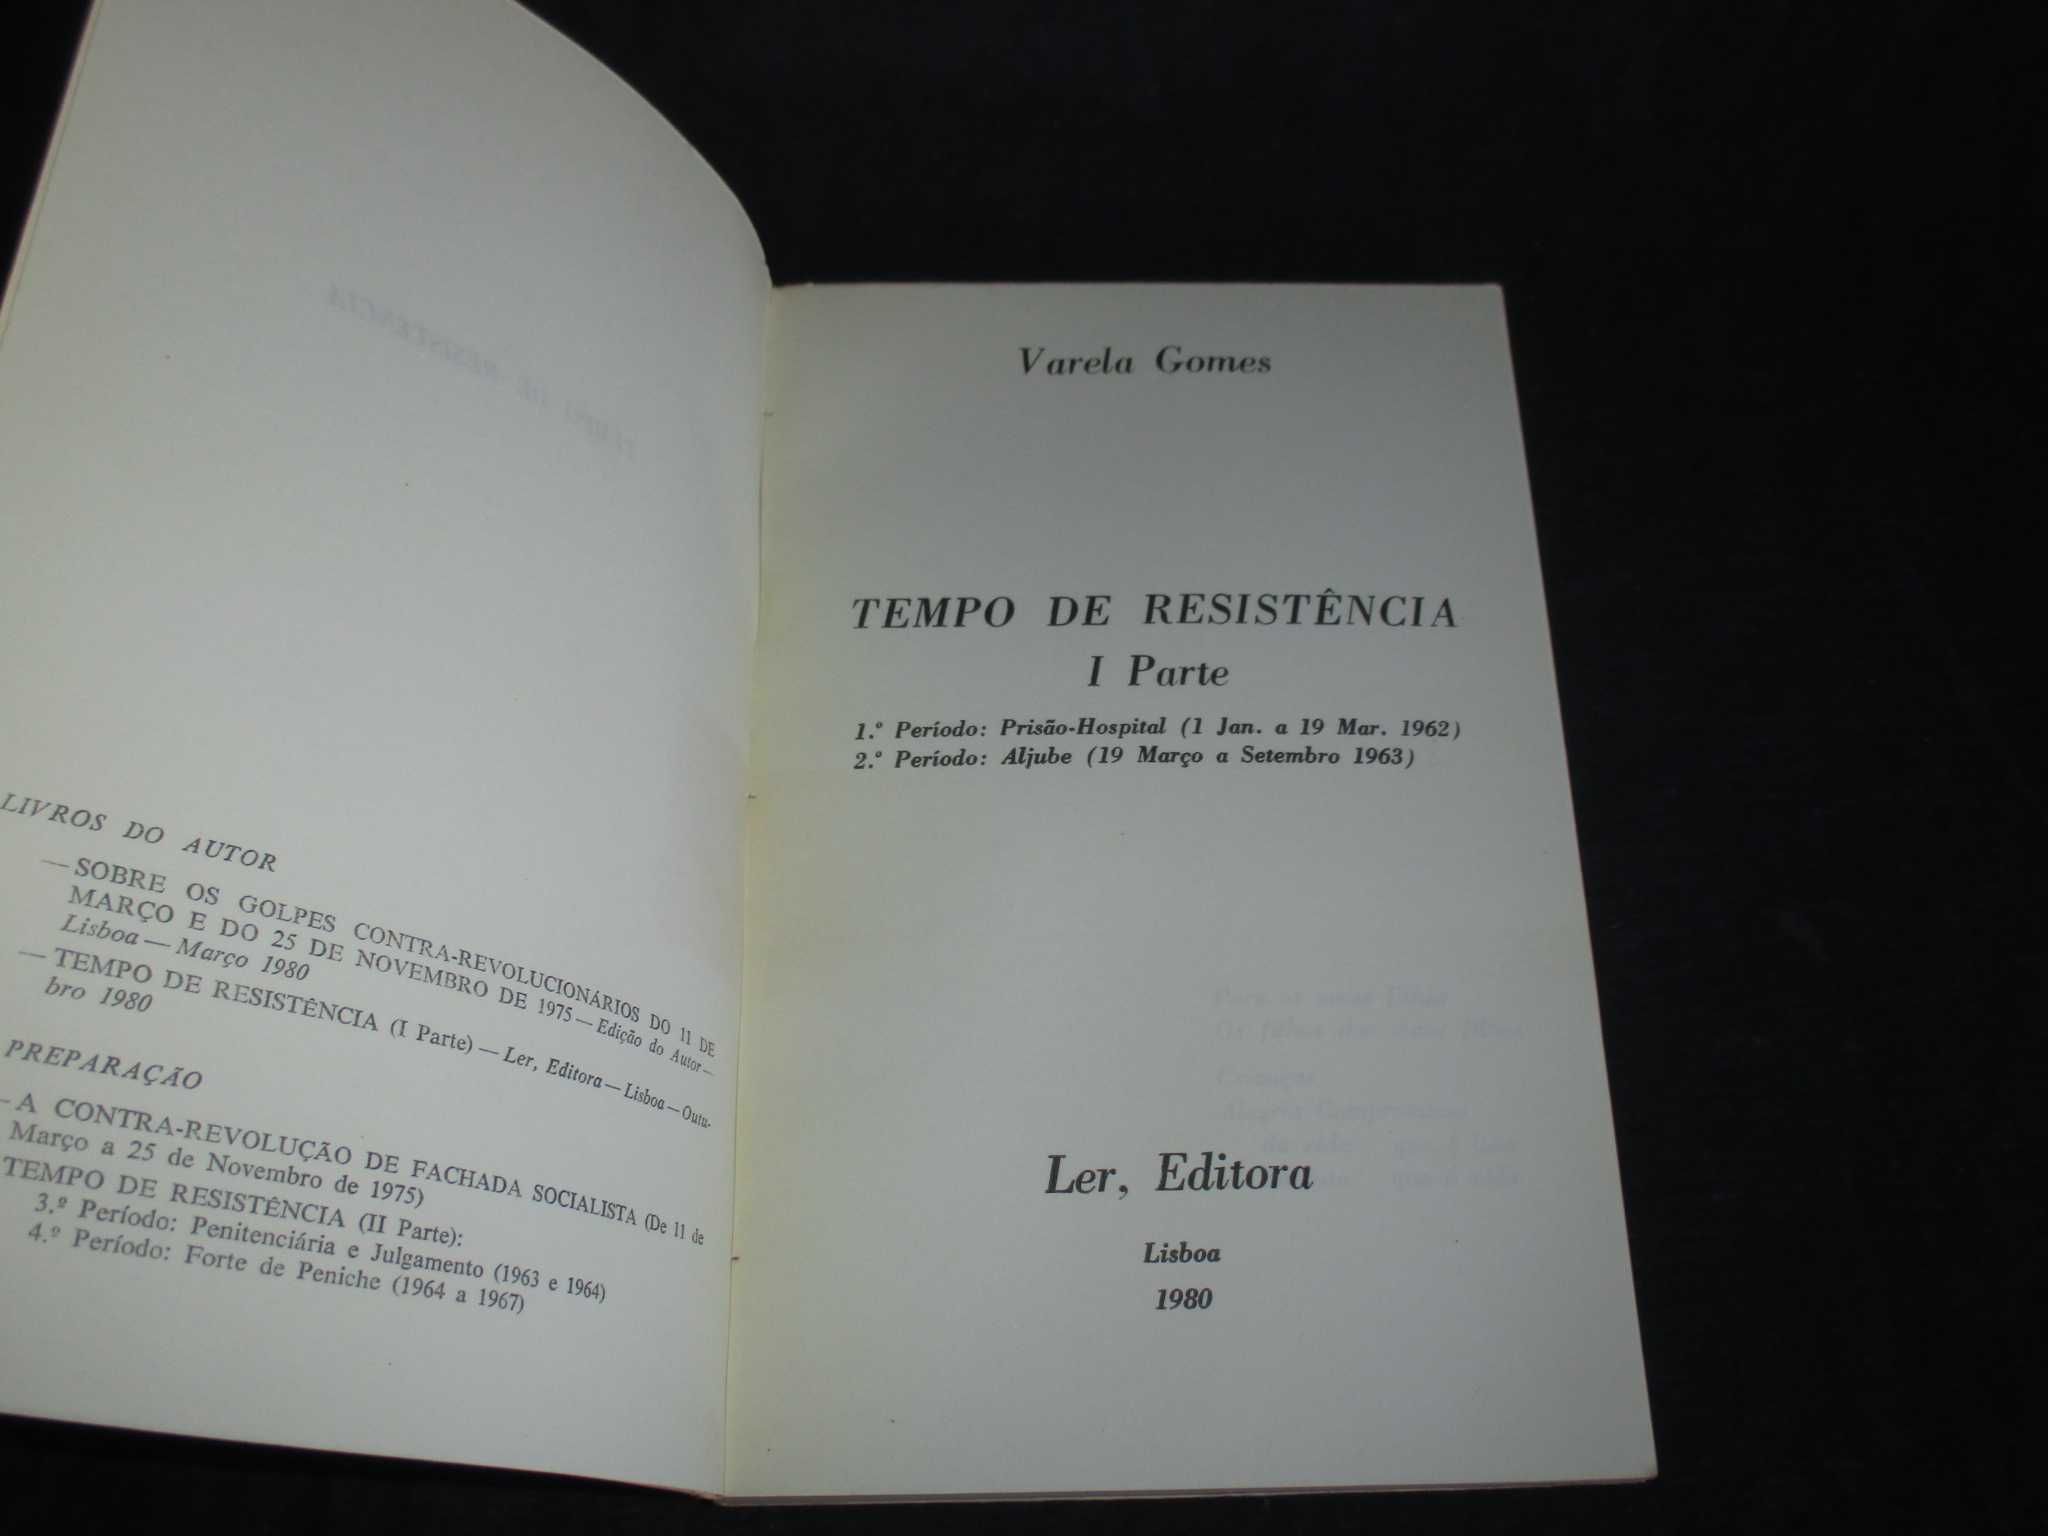 LIVROS DO AUTOR
— SOBRE OS GOLPES CONTRA-REVOLUCIONÁRIOS DO 11 DE
MARÇO E DO 25 DE NOVEMBRO DE 1975 — Edição do Autor —
Lisboa — Março 1980
— TEMPO DE RESISTÊNCIA (I Parte) — Ler, Editora — Lisboa — Outu-
bro 1980
PREPARAÇÃO
— A CONTRA-REVOLUÇÃO DE FACHADA SOCIALISTA (De 11 de
Março a 25 de Novembro de 1975)
TEMPO DE RESISTÊNCIA (II Parte):
3.º Período: Penitenciária e Julgamento (1963 e 1964)
4.º Período: Forte de Peniche (1964 a 1967)
Varela Gomes
TEMPO DE RESISTÊNCIA
I Parte
1.º Período: Prisão-Hospital (1 Jan. a 19 Mar. 1962)
2.º Período: Aljube (19 Março a Setembro 1963)
Ler, Editora
Lisboa
1980